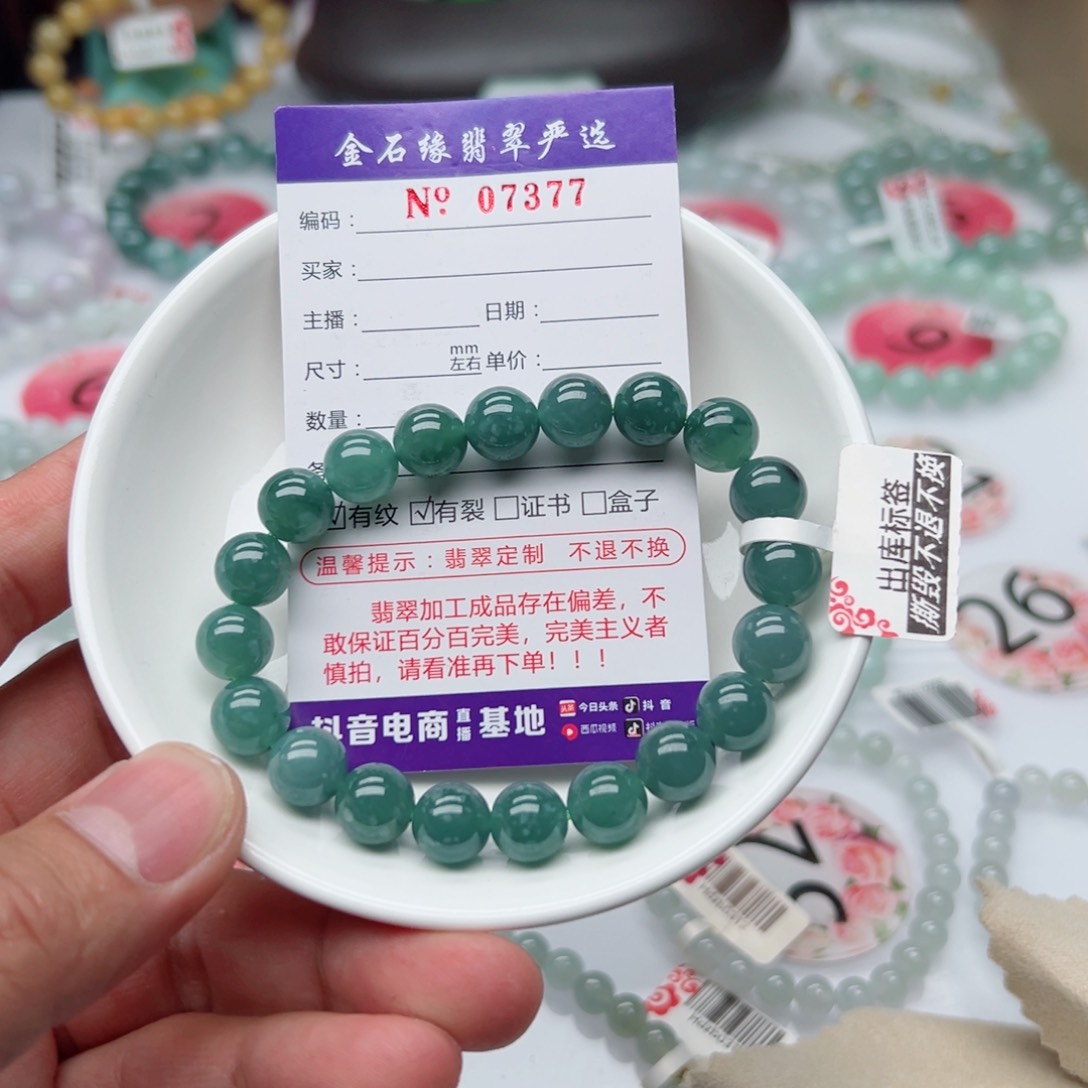 金石缘翡翠严选
编码：№ 07377
买家：
主播： 日期：
尺寸： mm左右 单价：
数量：
☑有纹 ☑有裂 □证书 □盒子
温馨提示：翡翠定制 不退不换
翡翠加工成品存在偏差，不
敢保证百分百完美，完美主义者
慎拍，请看准再下单！！！
抖音电商直播基地
今日头条 抖音
西瓜视频
出库标签
撕毁不退不换
2
6
26